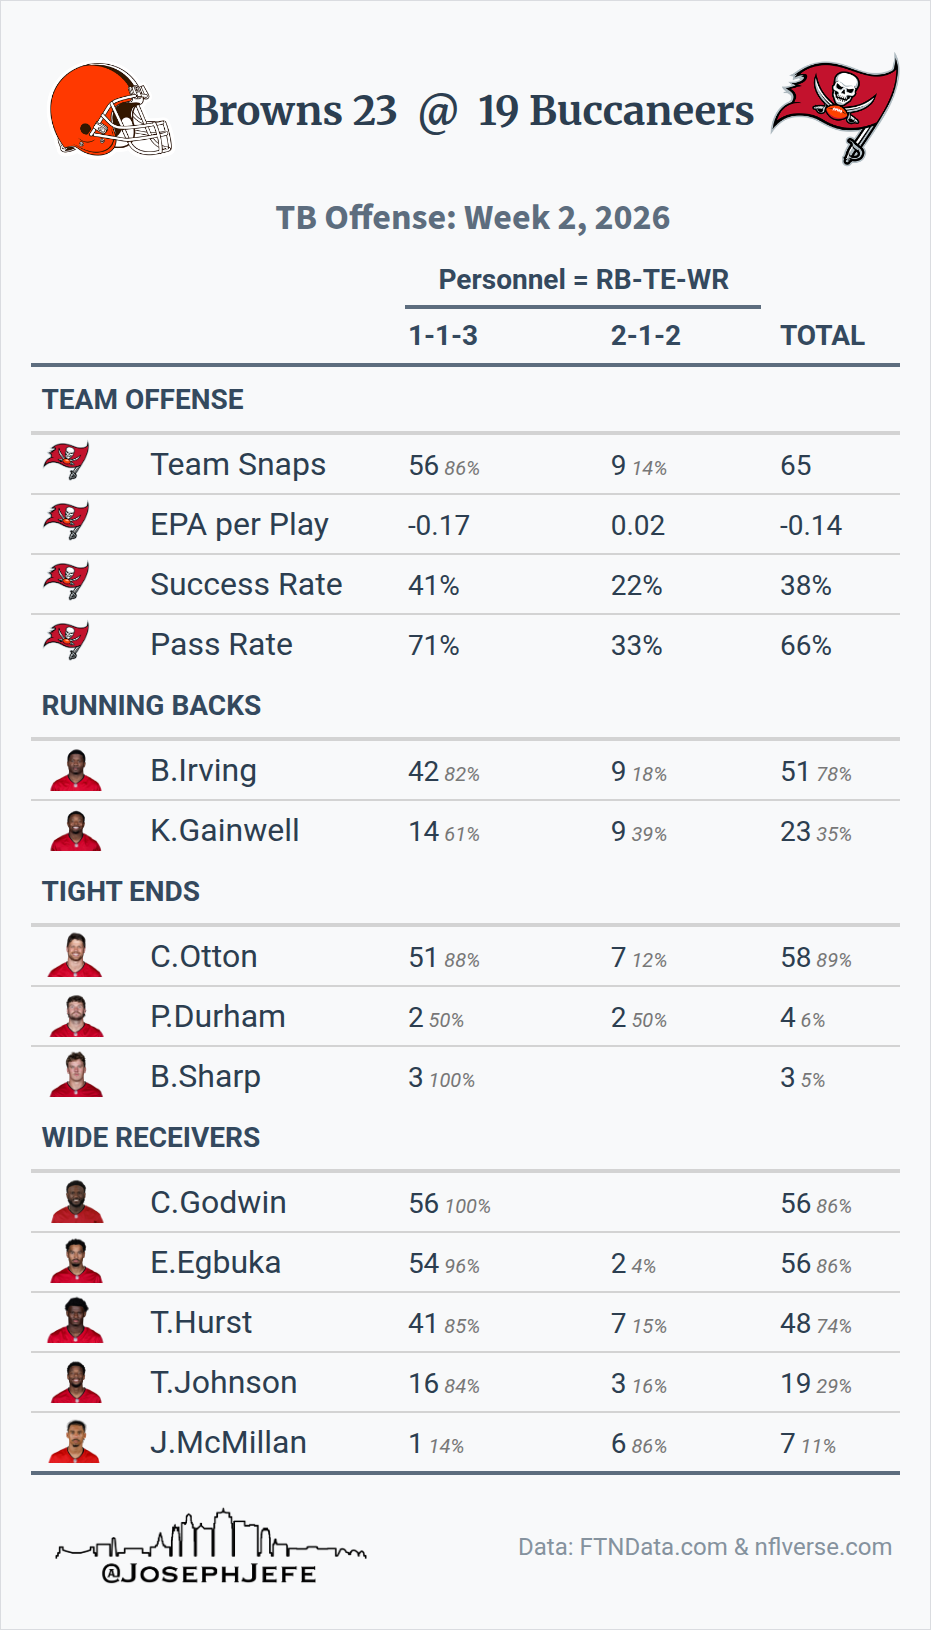 Browns 23 @ 19 Buccaneers
TB Offense: Week 2, 2026
Personnel = RB-TE-WR
1-1-3 2-1-2 TOTAL
TEAM OFFENSE
Team Snaps 56 86% 9 14% 65
EPA per Play -0.17 0.02 -0.14
Success Rate 41% 22% 38%
Pass Rate 71% 33% 66%
RUNNING BACKS
B.Irving 42 82% 9 18% 51 78%
K.Gainwell 14 61% 9 39% 23 35%
TIGHT ENDS
C.Otton 51 88% 7 12% 58 89%
P.Durham 2 50% 2 50% 4 6%
B.Sharp 3 100% 3 5%
WIDE RECEIVERS
C.Godwin 56 100% 56 86%
E.Egbuka 54 96% 2 4% 56 86%
T.Hurst 41 85% 7 15% 48 74%
T.Johnson 16 84% 3 16% 19 29%
J.McMillan 1 14% 6 86% 7 11%
@JOSEPHJEFE
Data: FTNData.com & nflverse.com